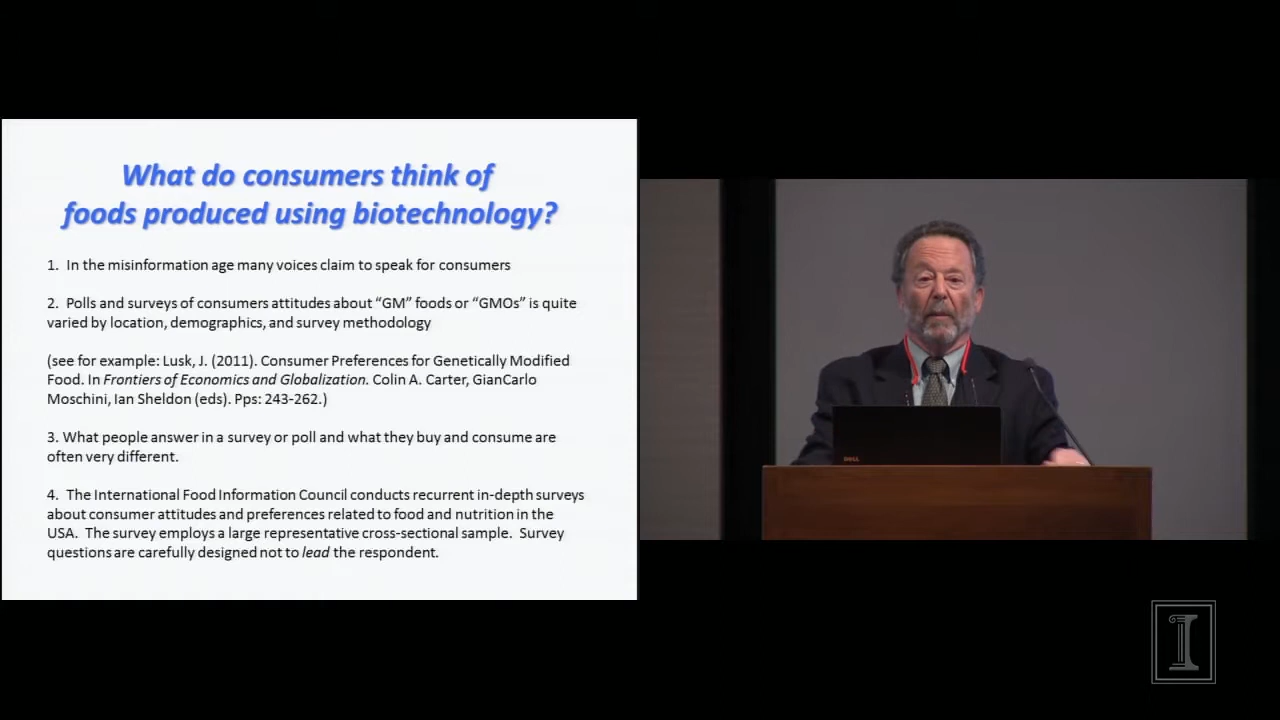 What do consumers think of
foods produced using biotechnology?
1. In the misinformation age many voices claim to speak for consumers
2. Polls and surveys of consumers attitudes about “GM” foods or “GMOs” is quite
varied by location, demographics, and survey methodology
(see for example: Lusk, J. (2011). Consumer Preferences for Genetically Modified
Food. In Frontiers of Economics and Globalization. Colin A. Carter, GianCarlo
Moschini, Ian Sheldon (eds). Pps: 243-262.)
3. What people answer in a survey or poll and what they buy and consume are
often very different.
4. The International Food Information Council conducts recurrent in-depth surveys
about consumer attitudes and preferences related to food and nutrition in the
USA. The survey employs a large representative cross-sectional sample. Survey
questions are carefully designed not to lead the respondent.
DELL
I